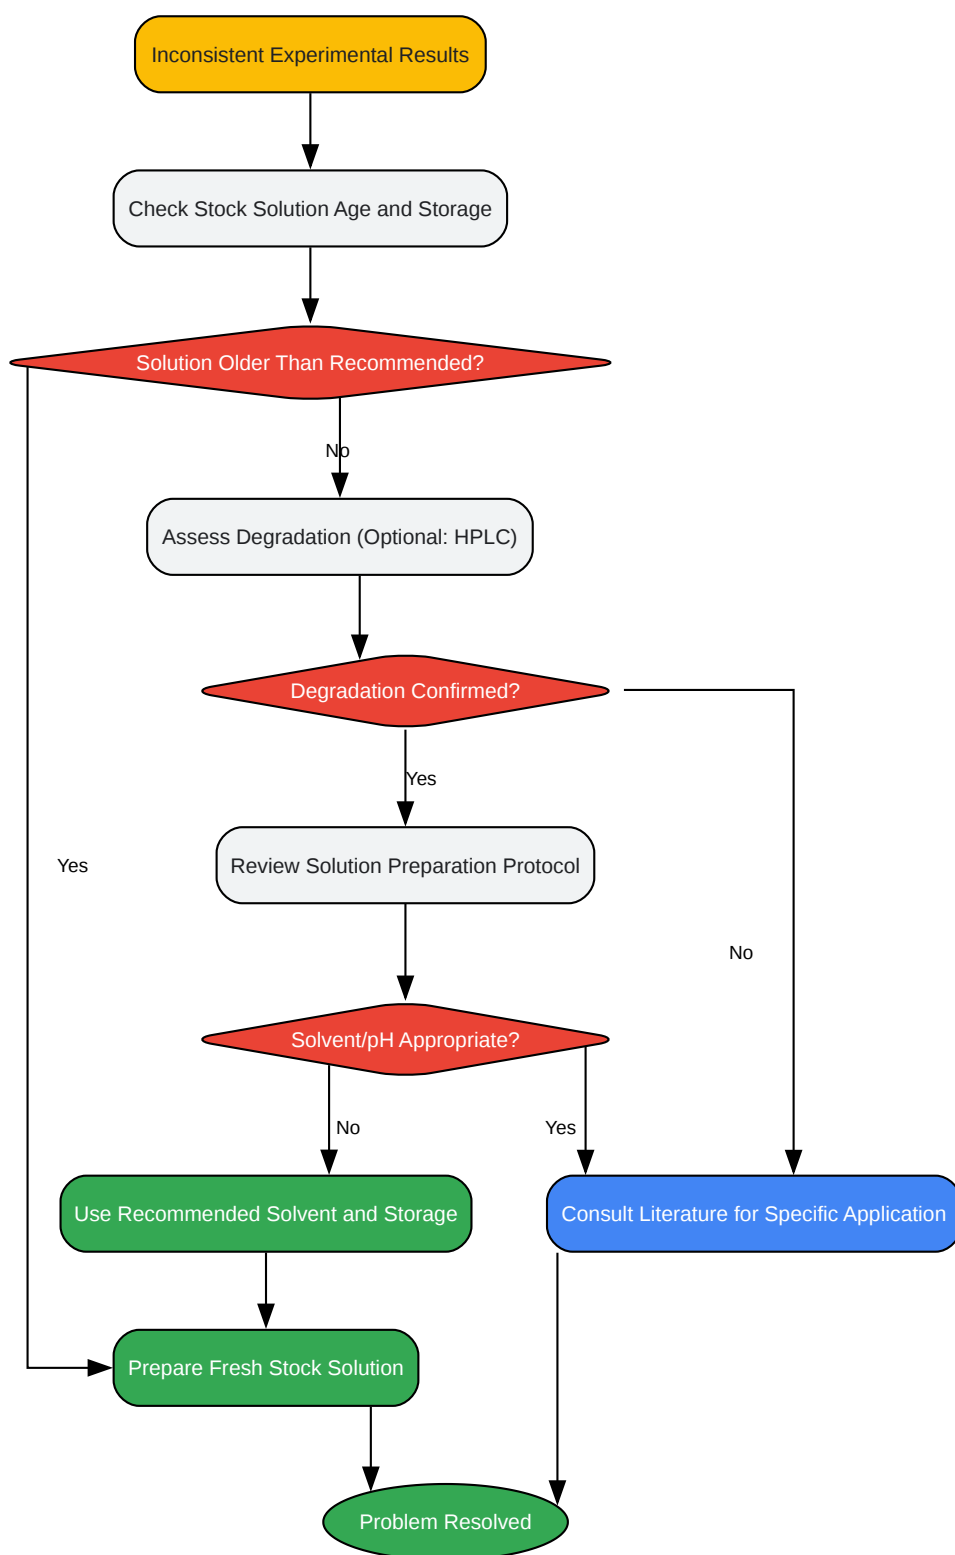 Inconsistent Experimental Results
Check Stock Solution Age and Storage
Solution Older Than Recommended?
No
Assess Degradation (Optional: HPLC)
Degradation Confirmed?
Yes
Review Solution Preparation Protocol
Yes
No
Solvent/pH Appropriate?
No
Yes
Use Recommended Solvent and Storage
Consult Literature for Specific Application
Prepare Fresh Stock Solution
Problem Resolved